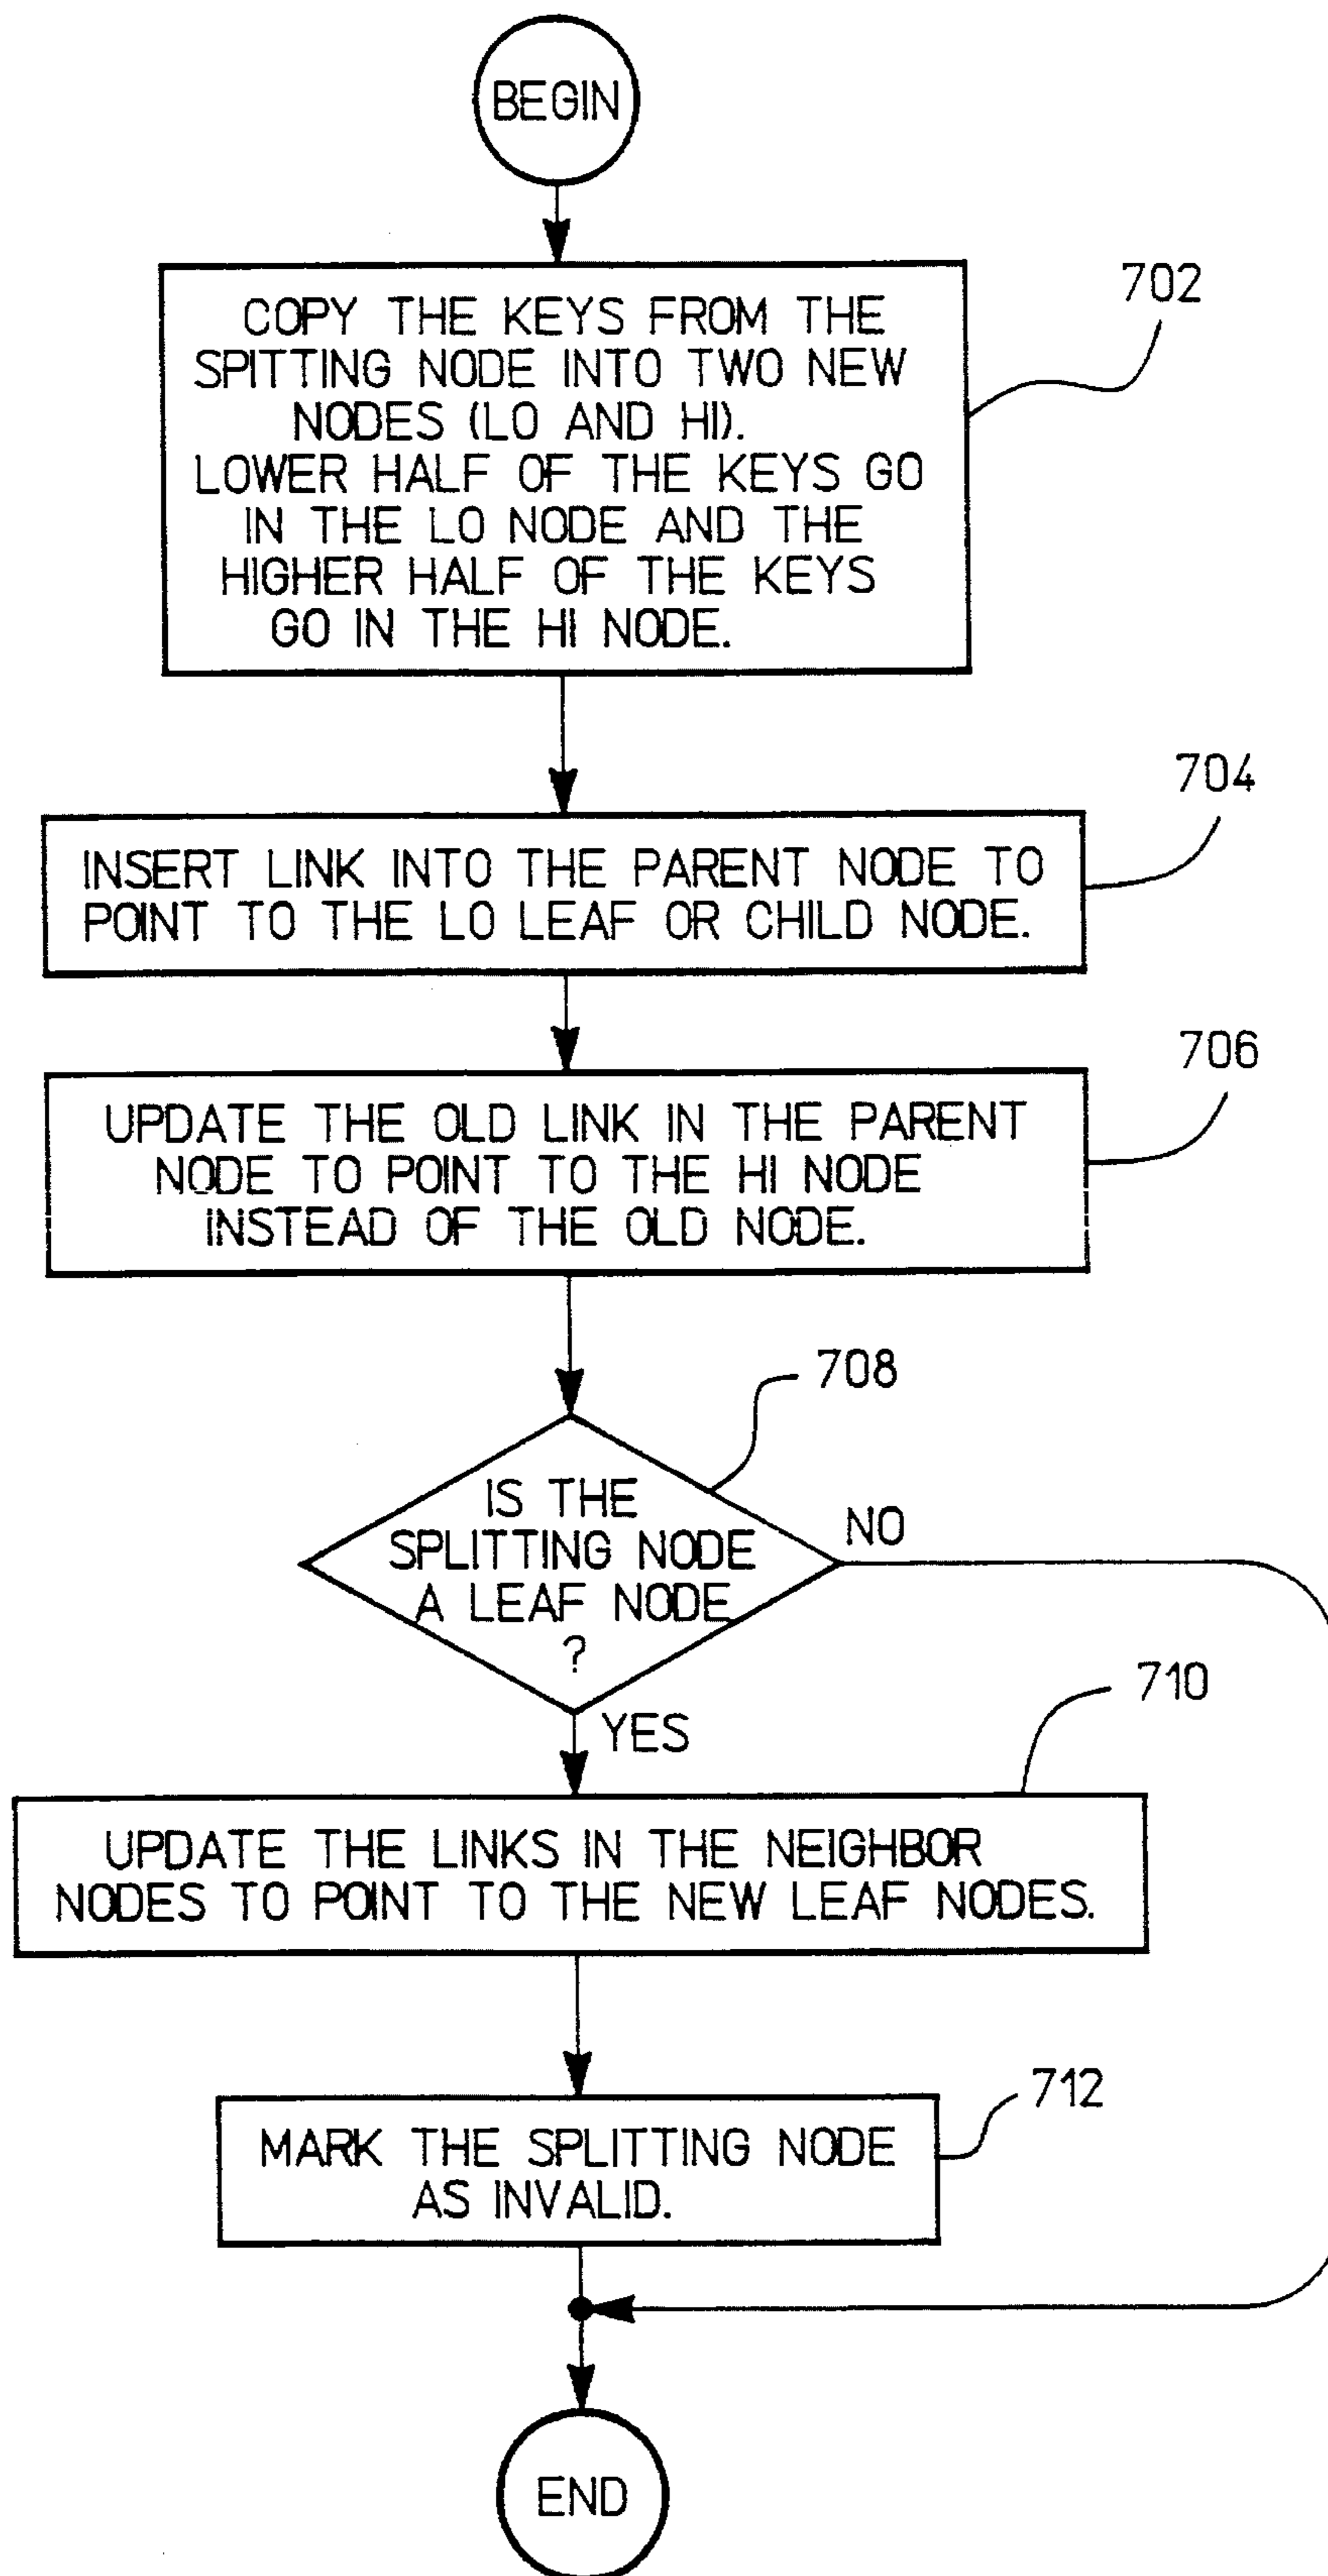 BEGIN
COPY THE KEYS FROM THE
SPITTING NODE INTO TWO NEW
NODES (LO AND HI).
LOWER HALF OF THE KEYS GO
IN THE LO NODE AND THE
HIGHER HALF OF THE KEYS
GO IN THE HI NODE.
702
INSERT LINK INTO THE PARENT NODE TO
POINT TO THE LO LEAF OR CHILD NODE.
704
UPDATE THE OLD LINK IN THE PARENT
NODE TO POINT TO THE HI NODE
INSTEAD OF THE OLD NODE.
706
IS THE
SPLITTING NODE
A LEAF NODE
?
708
NO
YES
UPDATE THE LINKS IN THE NEIGHBOR
NODES TO POINT TO THE NEW LEAF NODES.
710
MARK THE SPLITTING NODE
AS INVALID.
712
END